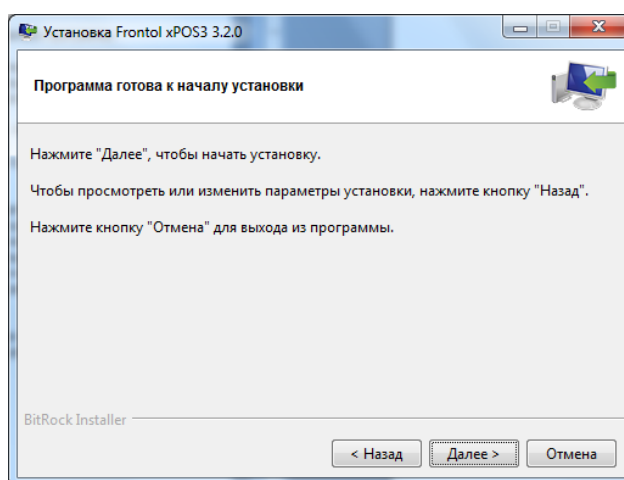 Установка Frontol xPOS3 3.2.0
Программа готова к началу установки
Нажмите "Далее", чтобы начать установку.
Чтобы просмотреть или изменить параметры установки, нажмите кнопку "Назад".
Нажмите кнопку "Отмена" для выхода из программы.
BitRock Installer
< Назад
Далее >
Отмена